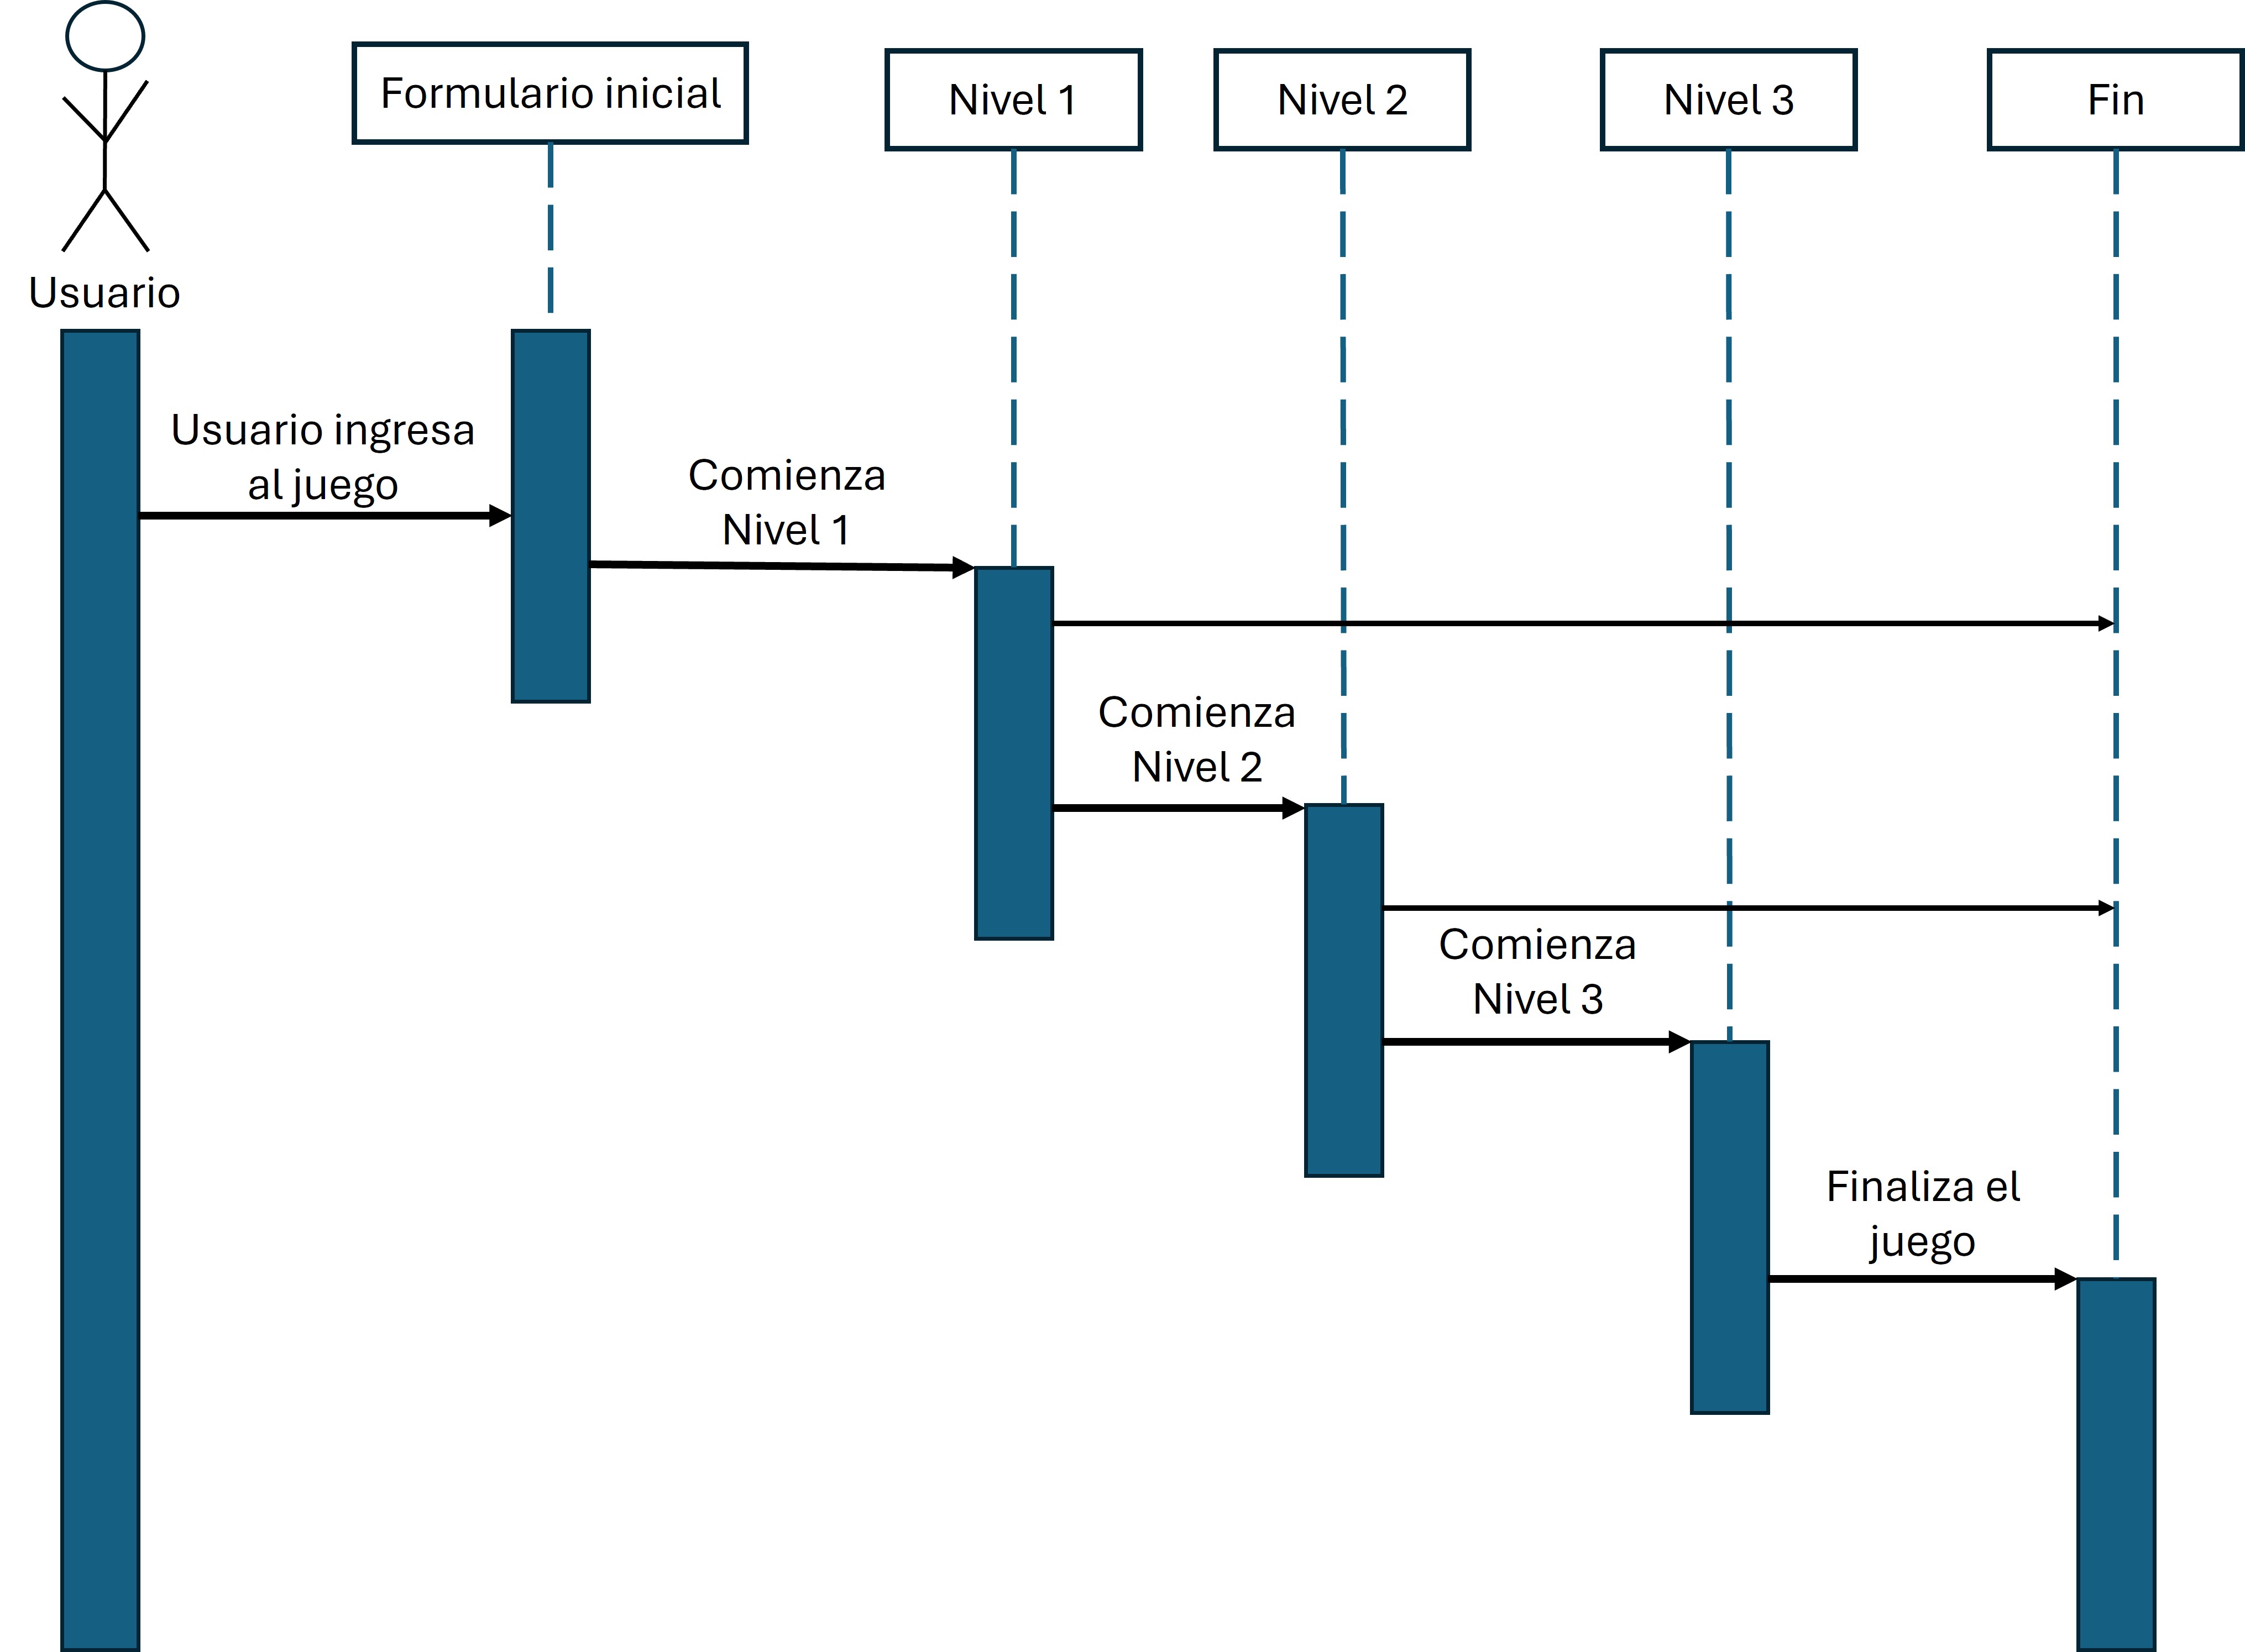 Formulario inicial
Nivel 1
Nivel 2
Nivel 3
Fin
Usuario
Usuario ingresa
al juego
Comienza
Nivel 1
Comienza
Nivel 2
Comienza
Nivel 3
Finaliza el
juego